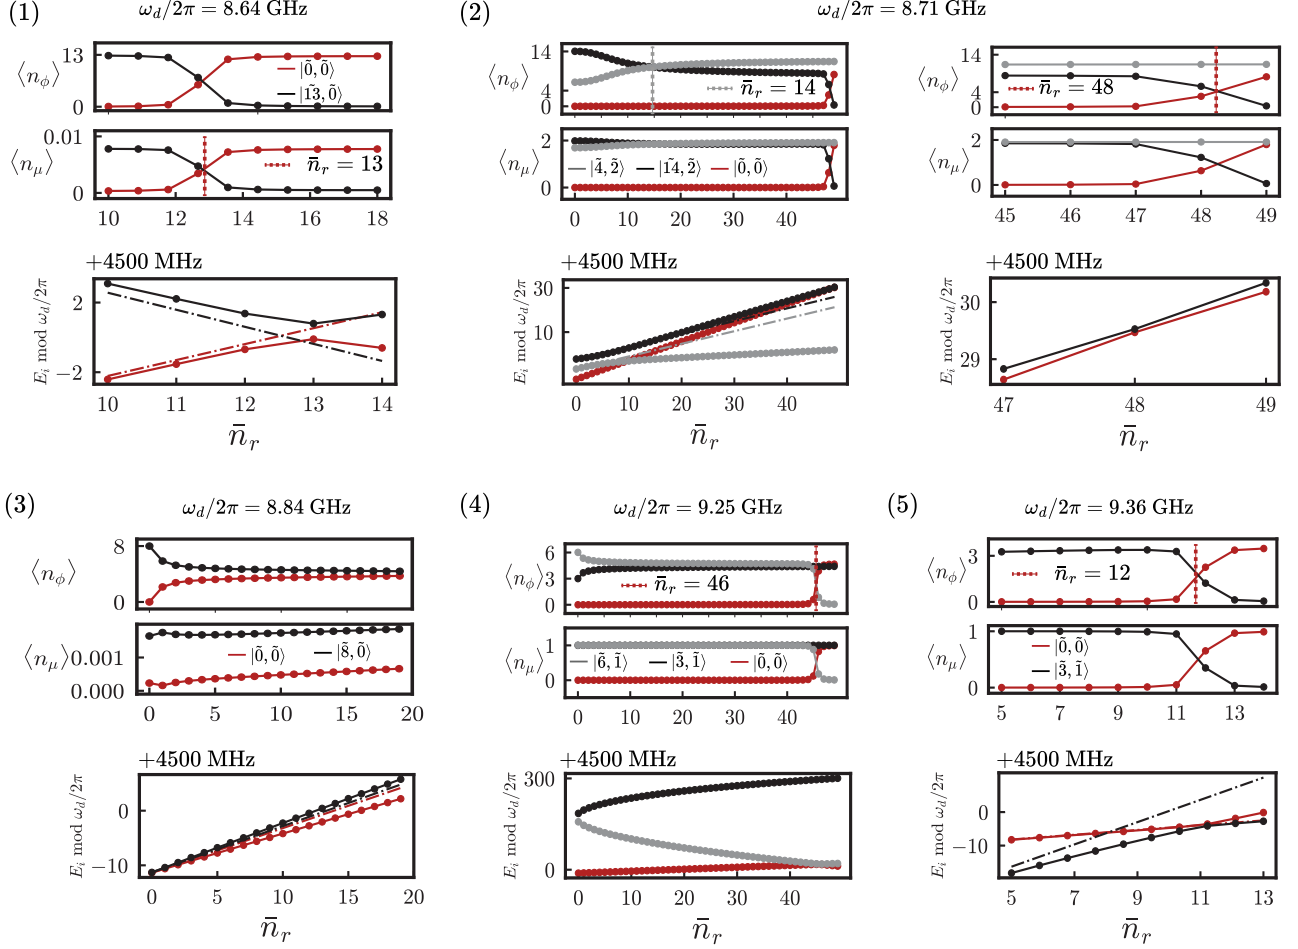 (1)
ω_d/2π = 8.64 GHz
⟨n_ϕ⟩
13
0
|0̃, 0̃⟩
|1̃3, 0̃⟩
⟨n_μ⟩
0.01
0
n̄_r = 13
10 12 14 16 18
+4500 MHz
E_i mod ω_d/2π
2
−2
10 11 12 13 14
n̄_r
(2)
ω_d/2π = 8.71 GHz
⟨n_ϕ⟩
14
4
0
n̄_r = 14
⟨n_μ⟩
2
0
|4̃, 2̃⟩ |1̃4, 2̃⟩ |0̃, 0̃⟩
0 10 20 30 40
+4500 MHz
E_i mod ω_d/2π
30
10
0 10 20 30 40
n̄_r
⟨n_ϕ⟩
14
4
0
n̄_r = 48
⟨n_μ⟩
2
0
45 46 47 48 49
+4500 MHz
E_i mod ω_d/2π
30
29
47 48 49
n̄_r
(3)
ω_d/2π = 8.84 GHz
⟨n_ϕ⟩
8
0
⟨n_μ⟩
0.001
0.000
|0̃, 0̃⟩ |8̃, 0̃⟩
0 5 10 15 20
+4500 MHz
E_i mod ω_d/2π
0
−10
0 5 10 15 20
n̄_r
(4)
ω_d/2π = 9.25 GHz
⟨n_ϕ⟩
6
3
0
n̄_r = 46
⟨n_μ⟩
1
0
|6̃, 1̃⟩ |3̃, 1̃⟩ |0̃, 0̃⟩
0 10 20 30 40
+4500 MHz
E_i mod ω_d/2π
300
0
0 10 20 30 40
n̄_r
(5)
ω_d/2π = 9.36 GHz
⟨n_ϕ⟩
3
0
n̄_r = 12
⟨n_μ⟩
1
0
|0̃, 0̃⟩
|3̃, 1̃⟩
5 7 9 11 13
+4500 MHz
E_i mod ω_d/2π
0
−10
5 7 9 11 13
n̄_r